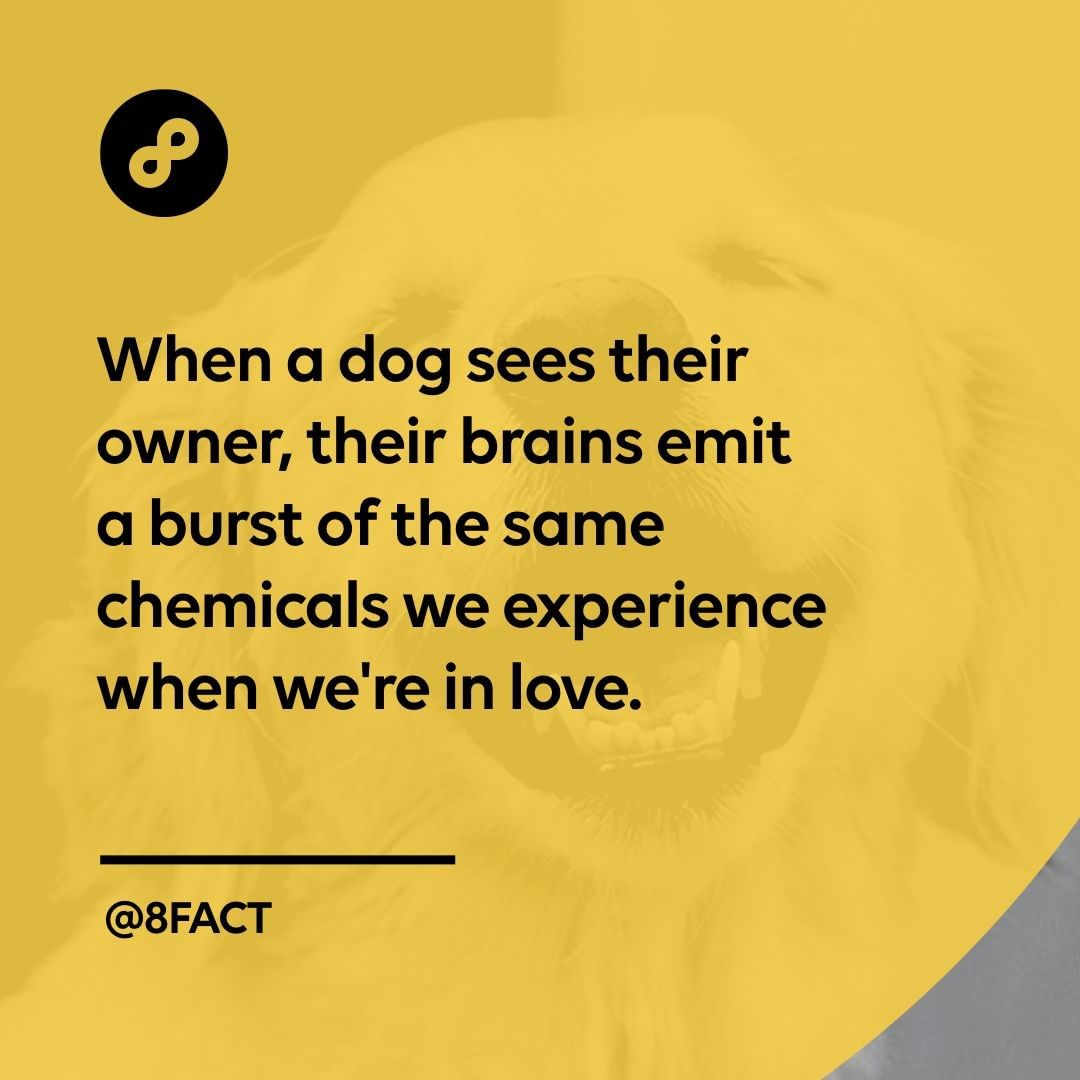 When a dog sees their
owner, their brains emit
a burst of the same
chemicals we experience
when we're in love.
@8FACT